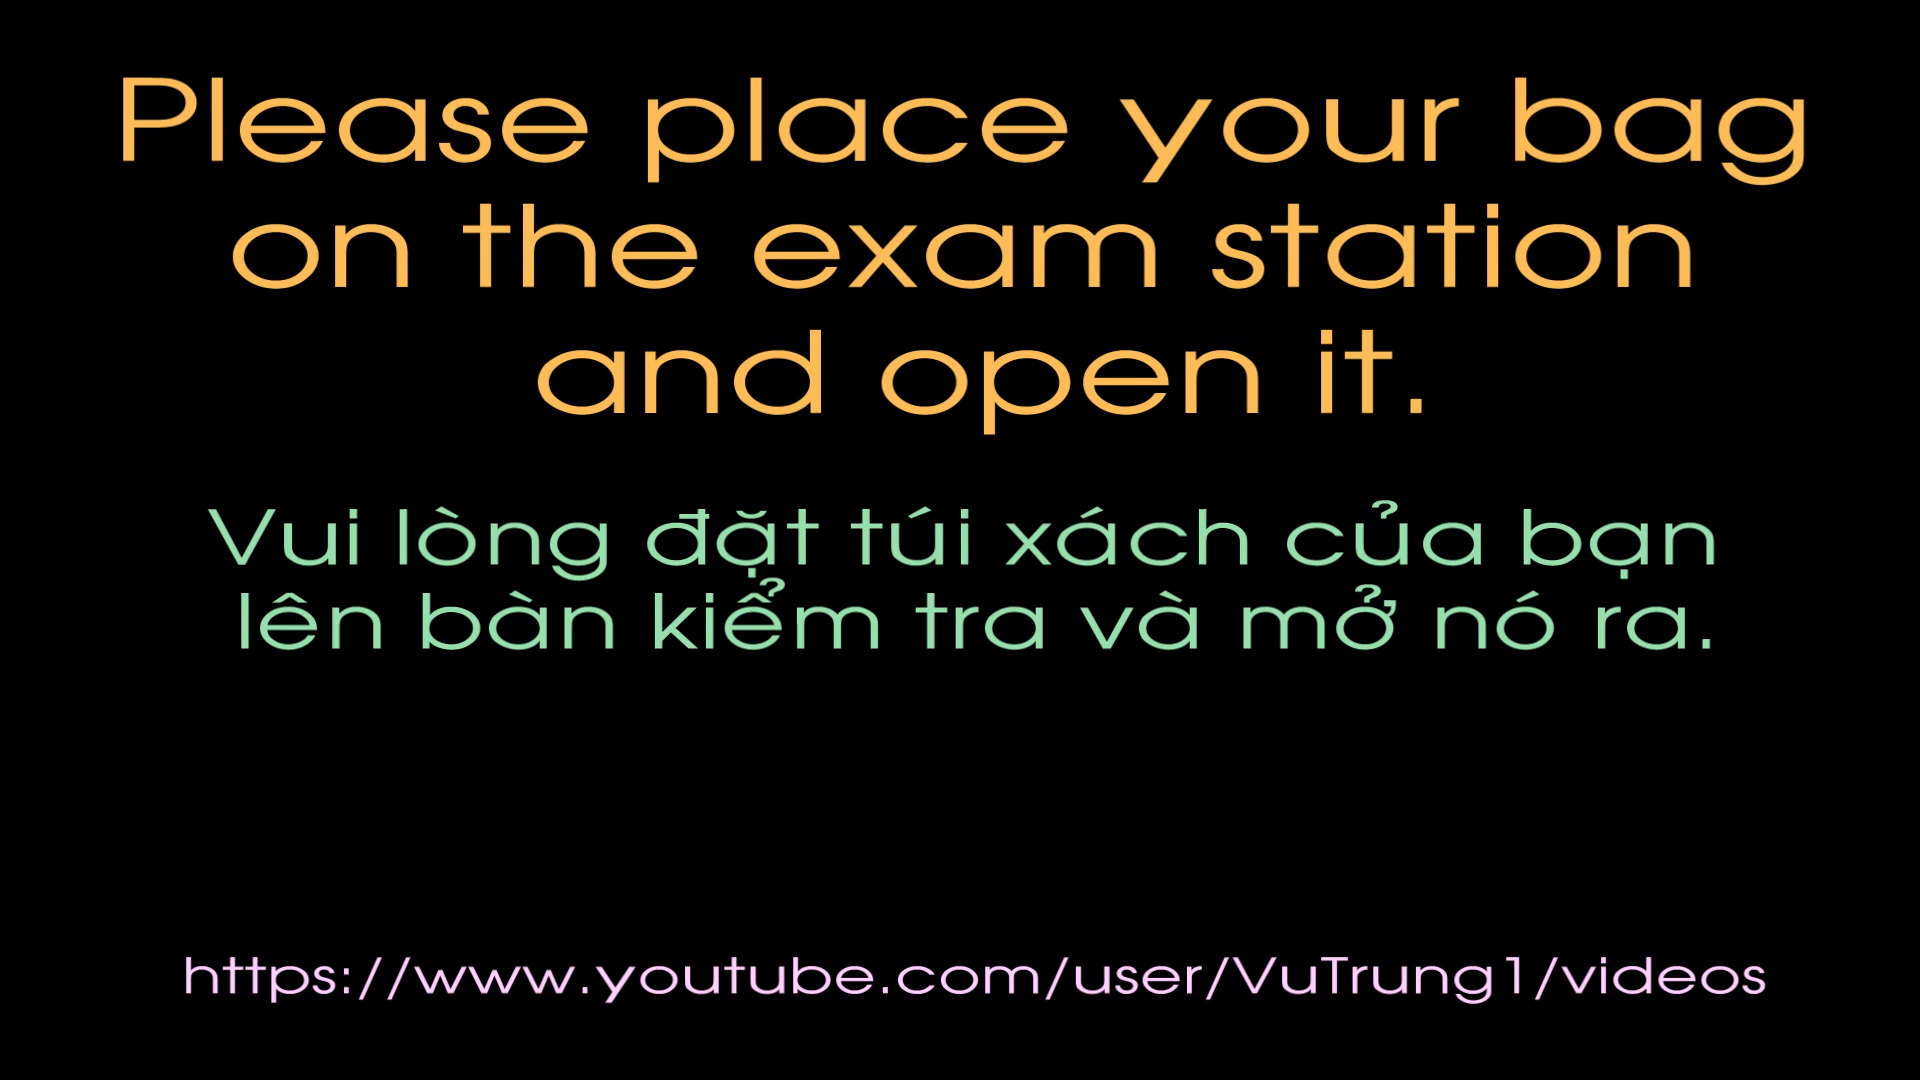 Please place your bag
on the exam station
and open it.
Vui lòng đặt túi xách của bạn
lên bàn kiểm tra và mở nó ra.
https://www.youtube.com/user/VuTrung1/videos